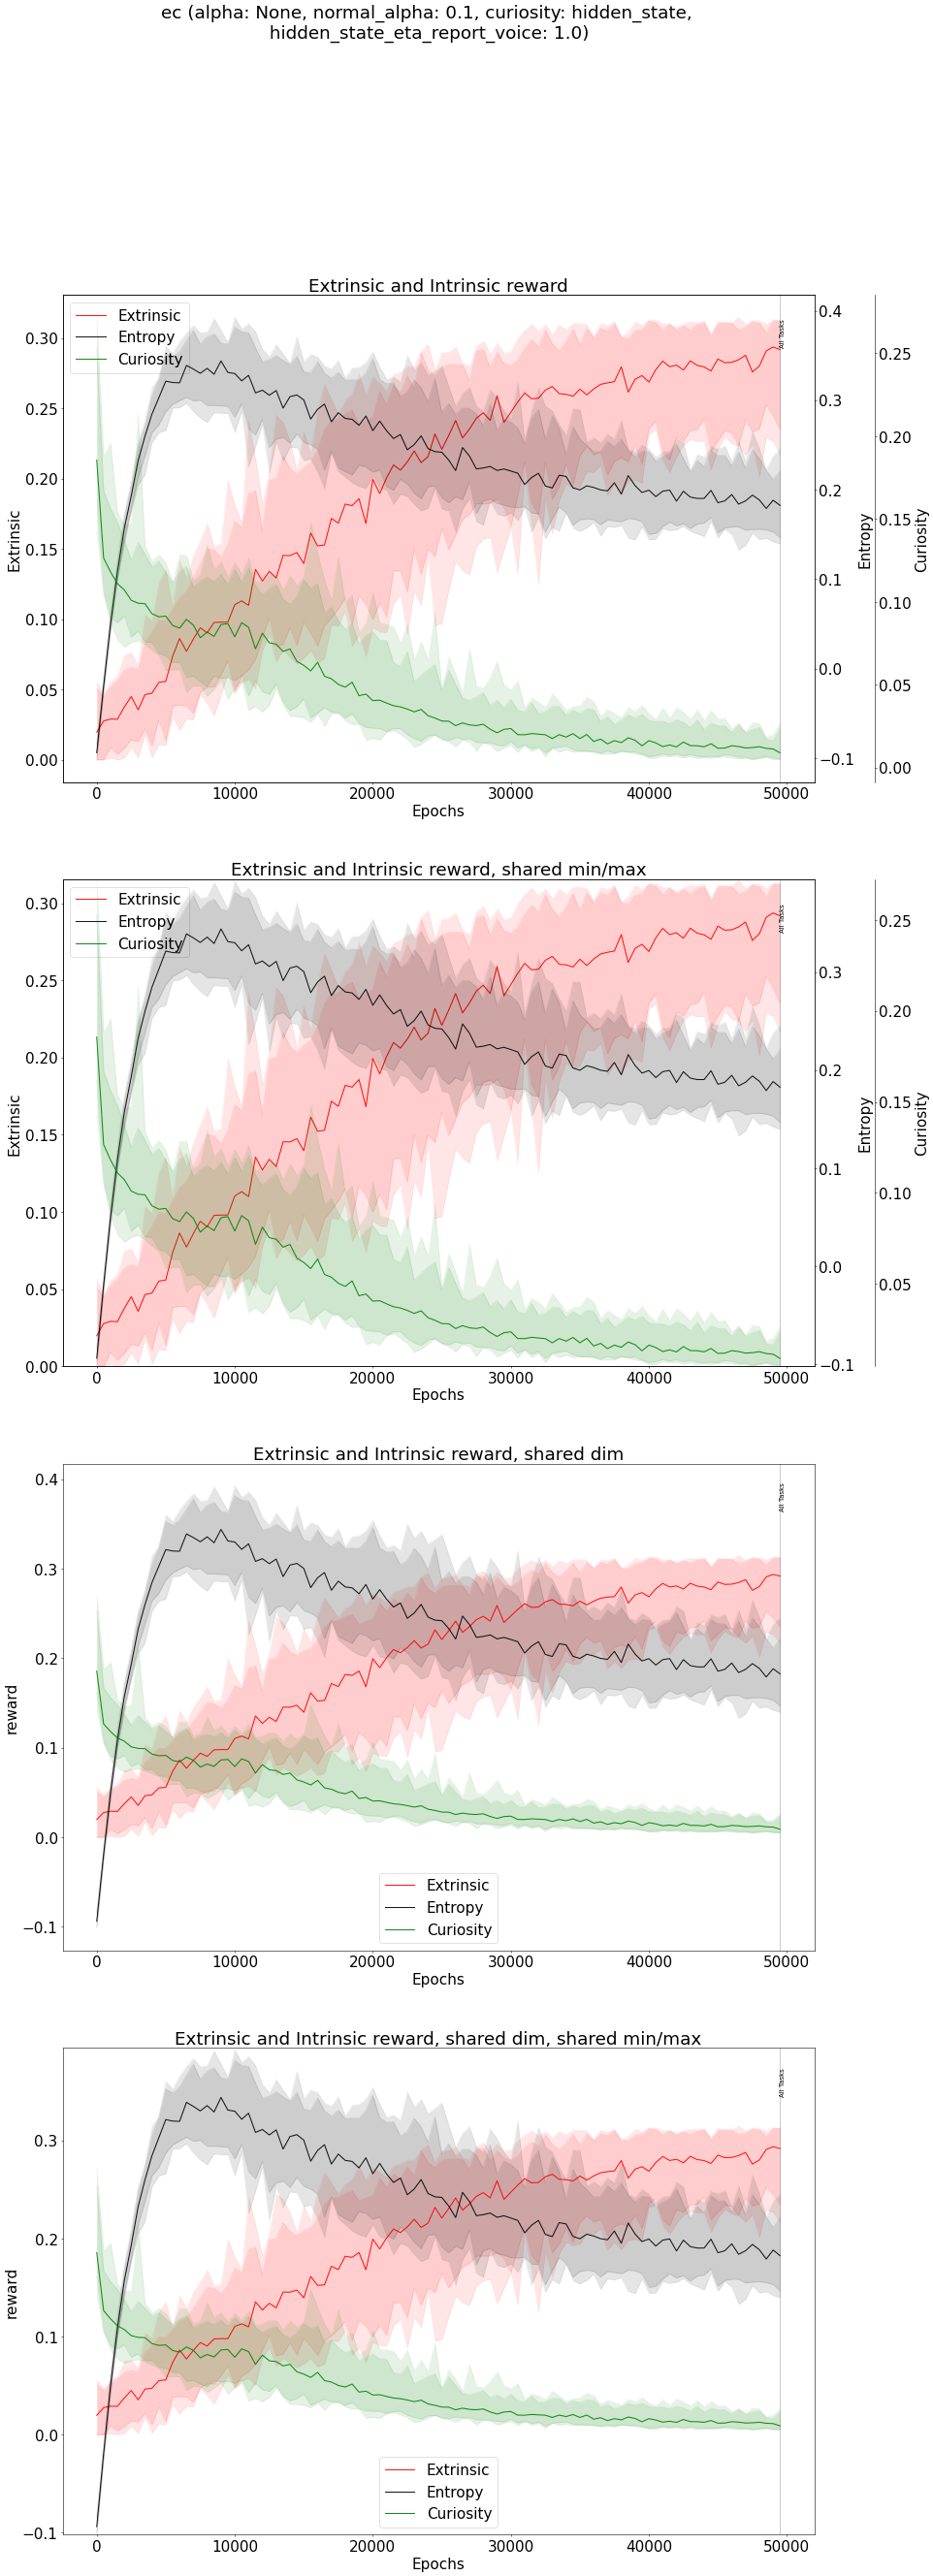 ec (alpha: None, normal_alpha: 0.1, curiosity: hidden_state,
hidden_state_eta_report_voice: 1.0)
Extrinsic and Intrinsic reward
Extrinsic
Entropy
Curiosity
All Tasks
0.30
0.25
0.20
0.15
0.10
0.05
0.00
Extrinsic
0.4
0.3
0.2
0.1
0.0
−0.1
Entropy
0.25
0.20
0.15
0.10
0.05
0.00
Curiosity
0 10000 20000 30000 40000 50000
Epochs
Extrinsic and Intrinsic reward, shared min/max
Extrinsic
Entropy
Curiosity
All Tasks
0.30
0.25
0.20
0.15
0.10
0.05
0.00
Extrinsic
0.3
0.2
0.1
0.0
−0.1
Entropy
0.25
0.20
0.15
0.10
0.05
Curiosity
0 10000 20000 30000 40000 50000
Epochs
Extrinsic and Intrinsic reward, shared dim
All Tasks
0.4
0.3
0.2
0.1
0.0
−0.1
reward
Extrinsic
Entropy
Curiosity
0 10000 20000 30000 40000 50000
Epochs
Extrinsic and Intrinsic reward, shared dim, shared min/max
All Tasks
0.3
0.2
0.1
0.0
−0.1
reward
Extrinsic
Entropy
Curiosity
0 10000 20000 30000 40000 50000
Epochs